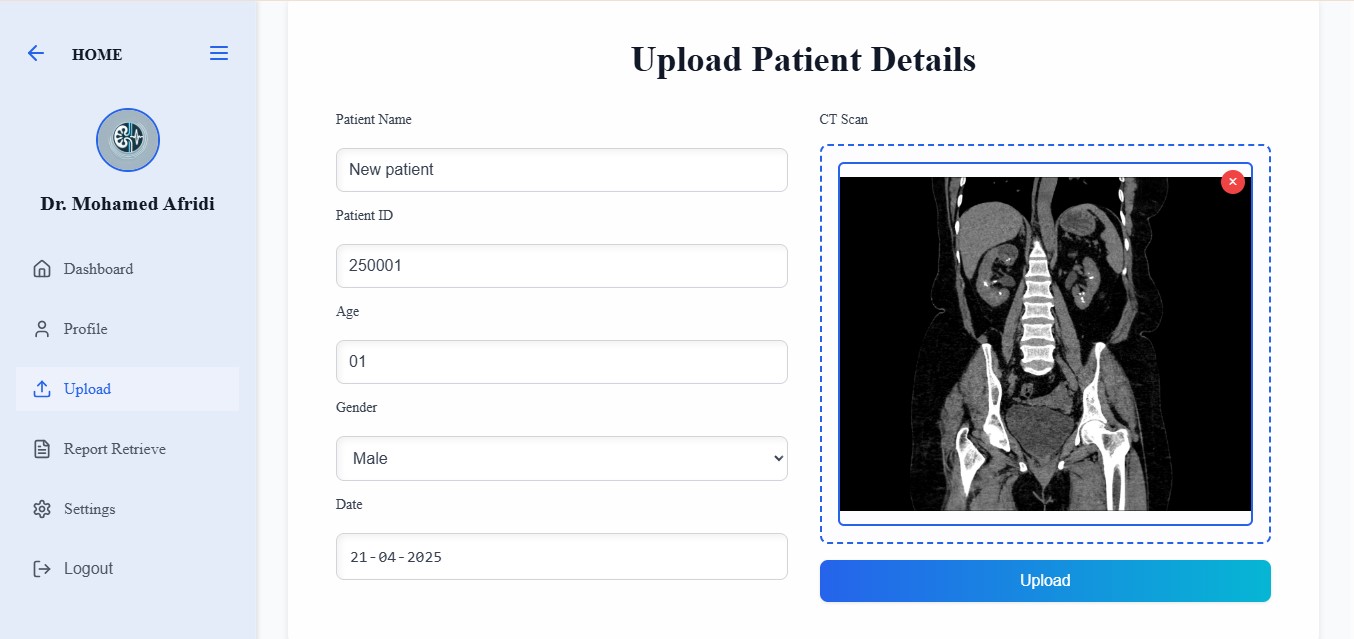 HOME
Dr. Mohamed Afridi
Dashboard
Profile
Upload
Report Retrieve
Settings
Logout
Upload Patient Details
Patient Name
New patient
Patient ID
250001
Age
01
Gender
Male
Date
21-04-2025
CT Scan
Upload